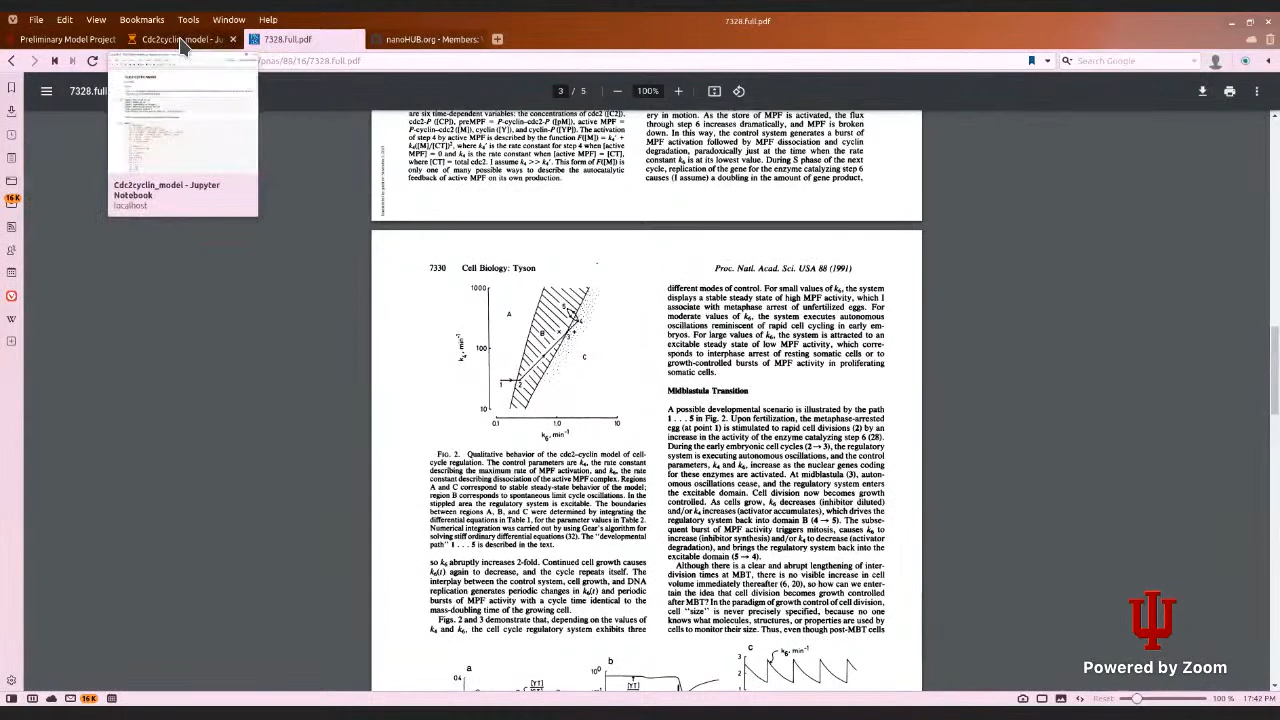 File Edit View Bookmarks Tools Window Help
7328.full.pdf
Preliminary Model Project
Cdc2cyclin_model - Ju
7328.full.pdf
nanoHUB.org - Members:
pnas/88/16/7328.full.pdf
Search Google
7328.full
3 / 5
100%
Cdc2cyclin_model - Jupyter
Notebook
localhost
16 K
are six time-dependent variables: the concentrations of cdc2 ([C2]),
cdc2-P ([CP]), preMPF = P-cyclin-cdc2 ([pM]), active MPF =
P-cyclin-cdc2 ([M]), cyclin ([Y]), and cyclin-P ([YP]). The activation
of step 4 by active MPF is described by the function F([M]) = k₄' +
k₄([M]/[CT])², where k₄' is the rate constant for step 4 when [active
MPF] = 0 and k₄ is the rate constant when [active MPF] = [CT],
where [CT] = total cdc2. I assume k₄ >> k₄'. This form of F([M]) is
only one of many possible ways to describe the autocatalytic
feedback of active MPF on its own production.
ery in motion. As the store of MPF is activated, the flux
through step 6 increases dramatically, and MPF is broken
down. In this way, the control system generates a burst of
MPF activation followed by MPF dissociation and cyclin
degradation, paradoxically just at the time when the rate
constant k₆ is at its lowest value. During S phase of the next
cycle, replication of the gene for the enzyme catalyzing step 6
causes (I assume) a doubling in the amount of gene product,
7330 Cell Biology: Tyson
Proc. Natl. Acad. Sci. USA 88 (1991)
1000
100
10
k₄, min⁻¹
A
B
C
1
2
3
4
5
0.1 1.0 10
k₆, min⁻¹
FIG. 2. Qualitative behavior of the cdc2-cyclin model of cell-
cycle regulation. The control parameters are k₄, the rate constant
describing the maximum rate of MPF activation, and k₆, the rate
constant describing dissociation of the active MPF complex. Regions
A and C correspond to stable steady-state behavior of the model;
region B corresponds to spontaneous limit cycle oscillations. In the
stippled area the regulatory system is excitable. The boundaries
between regions A, B, and C were determined by integrating the
differential equations in Table 1, for the parameter values in Table 2.
Numerical integration was carried out by using Gear's algorithm for
solving stiff ordinary differential equations (32). The "developmental
path" 1 . . . 5 is described in the text.
so k₆ abruptly increases 2-fold. Continued cell growth causes
k₆(t) again to decrease, and the cycle repeats itself. The
interplay between the control system, cell growth, and DNA
replication generates periodic changes in k₆(t) and periodic
bursts of MPF activity with a cycle time identical to the
mass-doubling time of the growing cell.
Figs. 2 and 3 demonstrate that, depending on the values of
k₄ and k₆, the cell cycle regulatory system exhibits three
different modes of control. For small values of k₆, the system
displays a stable steady state of high MPF activity, which I
associate with metaphase arrest of unfertilized eggs. For
moderate values of k₆, the system executes autonomous
oscillations reminiscent of rapid cell cycling in early em-
bryos. For large values of k₆, the system is attracted to an
excitable steady state of low MPF activity, which corre-
sponds to interphase arrest of resting somatic cells or to
growth-controlled bursts of MPF activity in proliferating
somatic cells.
Midblastula Transition
A possible developmental scenario is illustrated by the path
1 . . . 5 in Fig. 2. Upon fertilization, the metaphase-arrested
egg (at point 1) is stimulated to rapid cell divisions (2) by an
increase in the activity of the enzyme catalyzing step 6 (28).
During the early embryonic cell cycles (2 → 3), the regulatory
system is executing autonomous oscillations, and the control
parameters, k₄ and k₆, increase as the nuclear genes coding
for these enzymes are activated. At midblastula (3), auton-
omous oscillations cease, and the regulatory system enters
the excitable domain. Cell division now becomes growth
controlled. As cells grow, k₆ decreases (inhibitor diluted)
and/or k₄ increases (activator accumulates), which drives the
regulatory system back into domain B (4 → 5). The subse-
quent burst of MPF activity triggers mitosis, causes k₆ to
increase (inhibitor synthesis) and/or k₄ to decrease (activator
degradation), and brings the regulatory system back into the
excitable domain (5 → 4).
Although there is a clear and abrupt lengthening of inter-
division times at MBT, there is no visible increase in cell
volume immediately thereafter (6, 20), so how can we enter-
tain the idea that cell division becomes growth controlled
after MBT? In the paradigm of growth control of cell division,
cell "size" is never precisely specified, because no one
knows what molecules, structures, or properties are used by
cells to monitor their size. Thus, even though post-MBT cells
a
b
c
[YT]
10⁰
[YT]
k₆, min⁻¹
3
2
1
Powered by Zoom
16 K
Reset:
100 %
17:42 PM